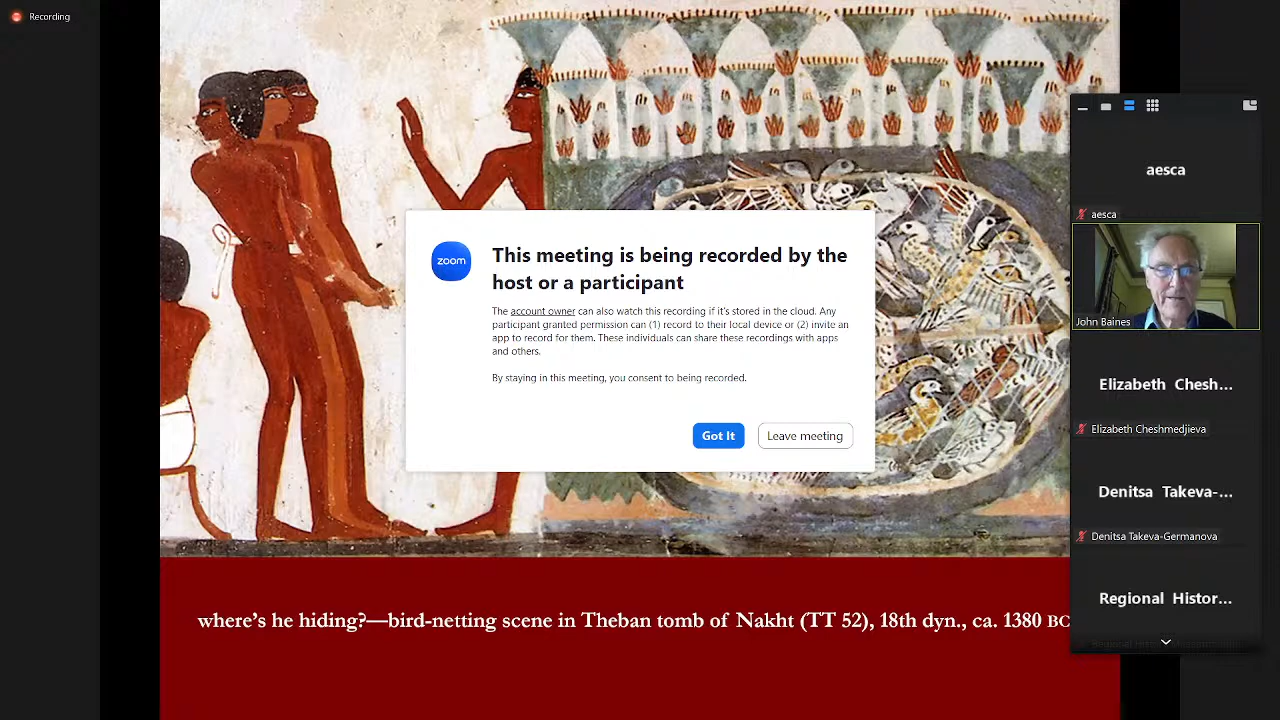 Recording
aesca
aesca
John Baines
zoom
This meeting is being recorded by the
host or a participant
The account owner can also watch this recording if it's stored in the cloud. Any
participant granted permission can (1) record to their local device or (2) invite an
app to record for them. These individuals can share these recordings with apps
and others.
By staying in this meeting, you consent to being recorded.
Got It
Leave meeting
Elizabeth Chesh...
Elizabeth Cheshmedjieva
Denitsa Takeva-...
Denitsa Takeva-Germanova
Regional Histor...
where's he hiding?—bird-netting scene in Theban tomb of Nakht (TT 52), 18th dyn., ca. 1380 BC